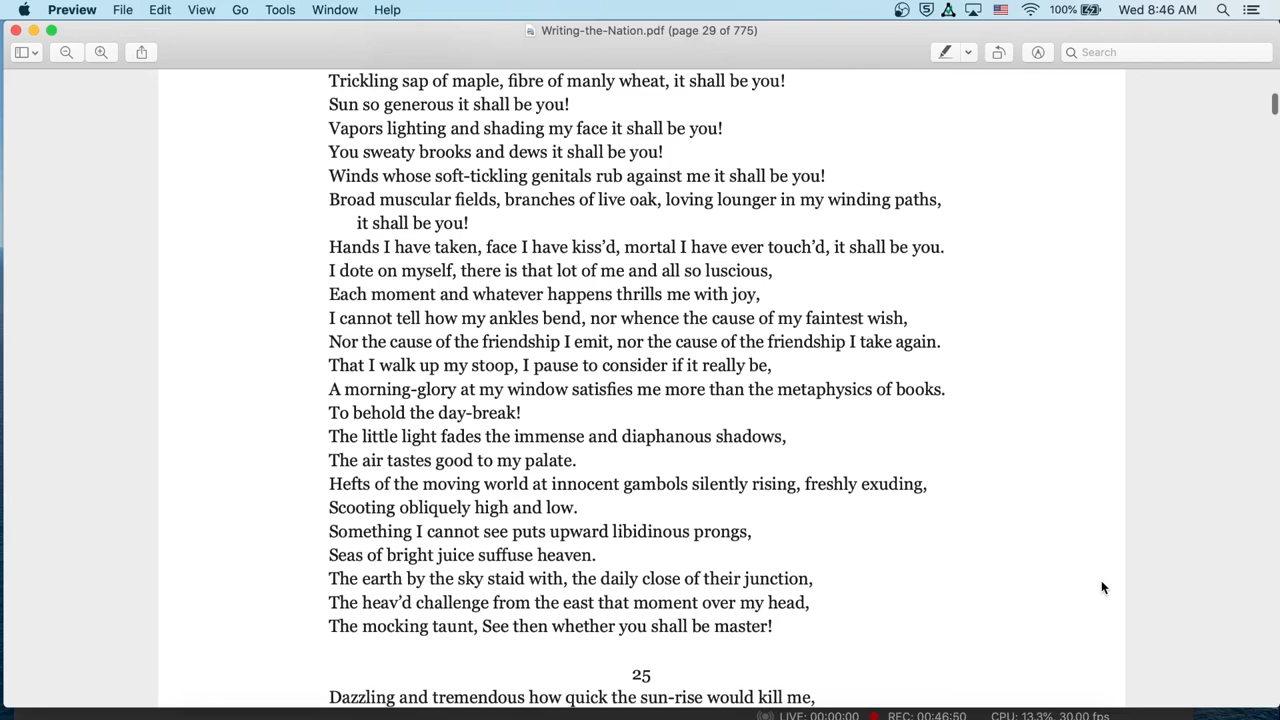 Preview File Edit View Go Tools Window Help 100% Wed 8:46 AM
Writing-the-Nation.pdf (page 29 of 775)
Search
Trickling sap of maple, fibre of manly wheat, it shall be you!
Sun so generous it shall be you!
Vapors lighting and shading my face it shall be you!
You sweaty brooks and dews it shall be you!
Winds whose soft-tickling genitals rub against me it shall be you!
Broad muscular fields, branches of live oak, loving lounger in my winding paths,
it shall be you!
Hands I have taken, face I have kiss’d, mortal I have ever touch’d, it shall be you.
I dote on myself, there is that lot of me and all so luscious,
Each moment and whatever happens thrills me with joy,
I cannot tell how my ankles bend, nor whence the cause of my faintest wish,
Nor the cause of the friendship I emit, nor the cause of the friendship I take again.
That I walk up my stoop, I pause to consider if it really be,
A morning-glory at my window satisfies me more than the metaphysics of books.
To behold the day-break!
The little light fades the immense and diaphanous shadows,
The air tastes good to my palate.
Hefts of the moving world at innocent gambols silently rising, freshly exuding,
Scooting obliquely high and low.
Something I cannot see puts upward libidinous prongs,
Seas of bright juice suffuse heaven.
The earth by the sky staid with, the daily close of their junction,
The heav’d challenge from the east that moment over my head,
The mocking taunt, See then whether you shall be master!
25
Dazzling and tremendous how quick the sun-rise would kill me,
LIVE: 00:00:00 REC: 00:46:50 CPU: 13.3%, 30.00 fps